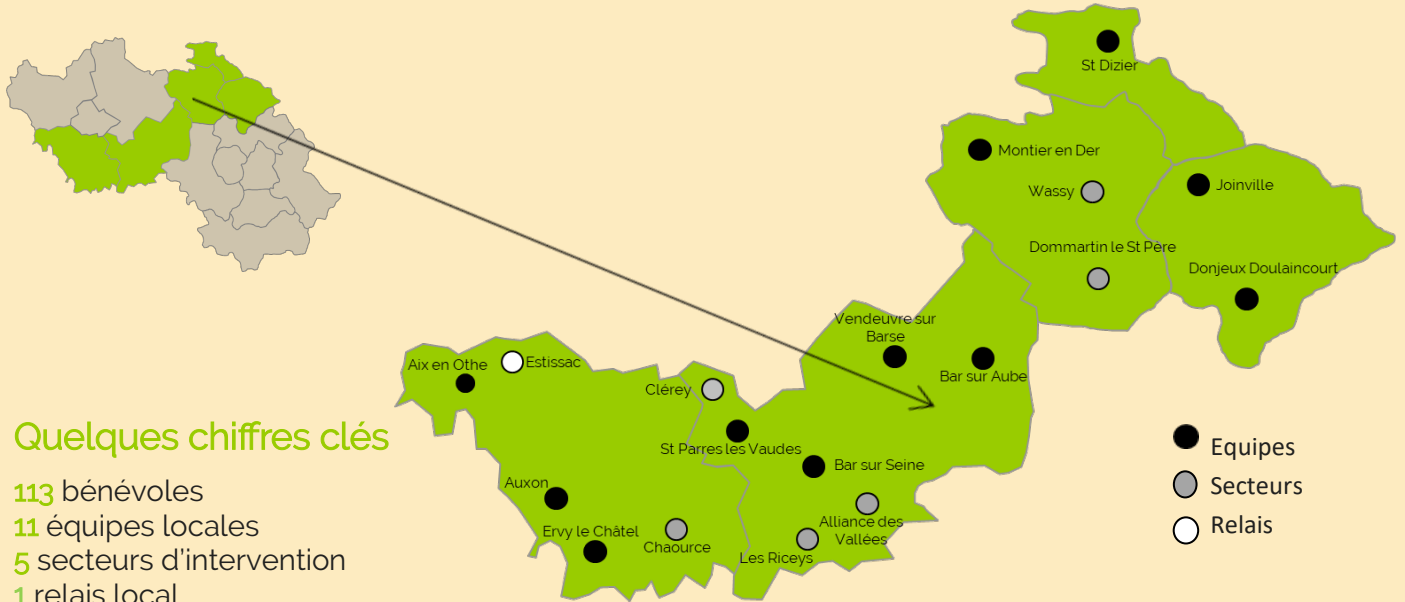 St Dizier
Montier en Der
Wassy
Joinville
Dommartin le St Père
Donjeux Doulaincourt
Vendeuvre sur
Barse
Bar sur Aube
Aix en Othe
Estissac
Clérey
St Parres les Vaudes
Bar sur Seine
Auxon
Ervy le Châtel
Chaource
Alliance des
Vallées
Les Riceys
Equipes
Secteurs
Relais
Quelques chiffres clés
113 bénévoles
11 équipes locales
5 secteurs d'intervention
1 relais local